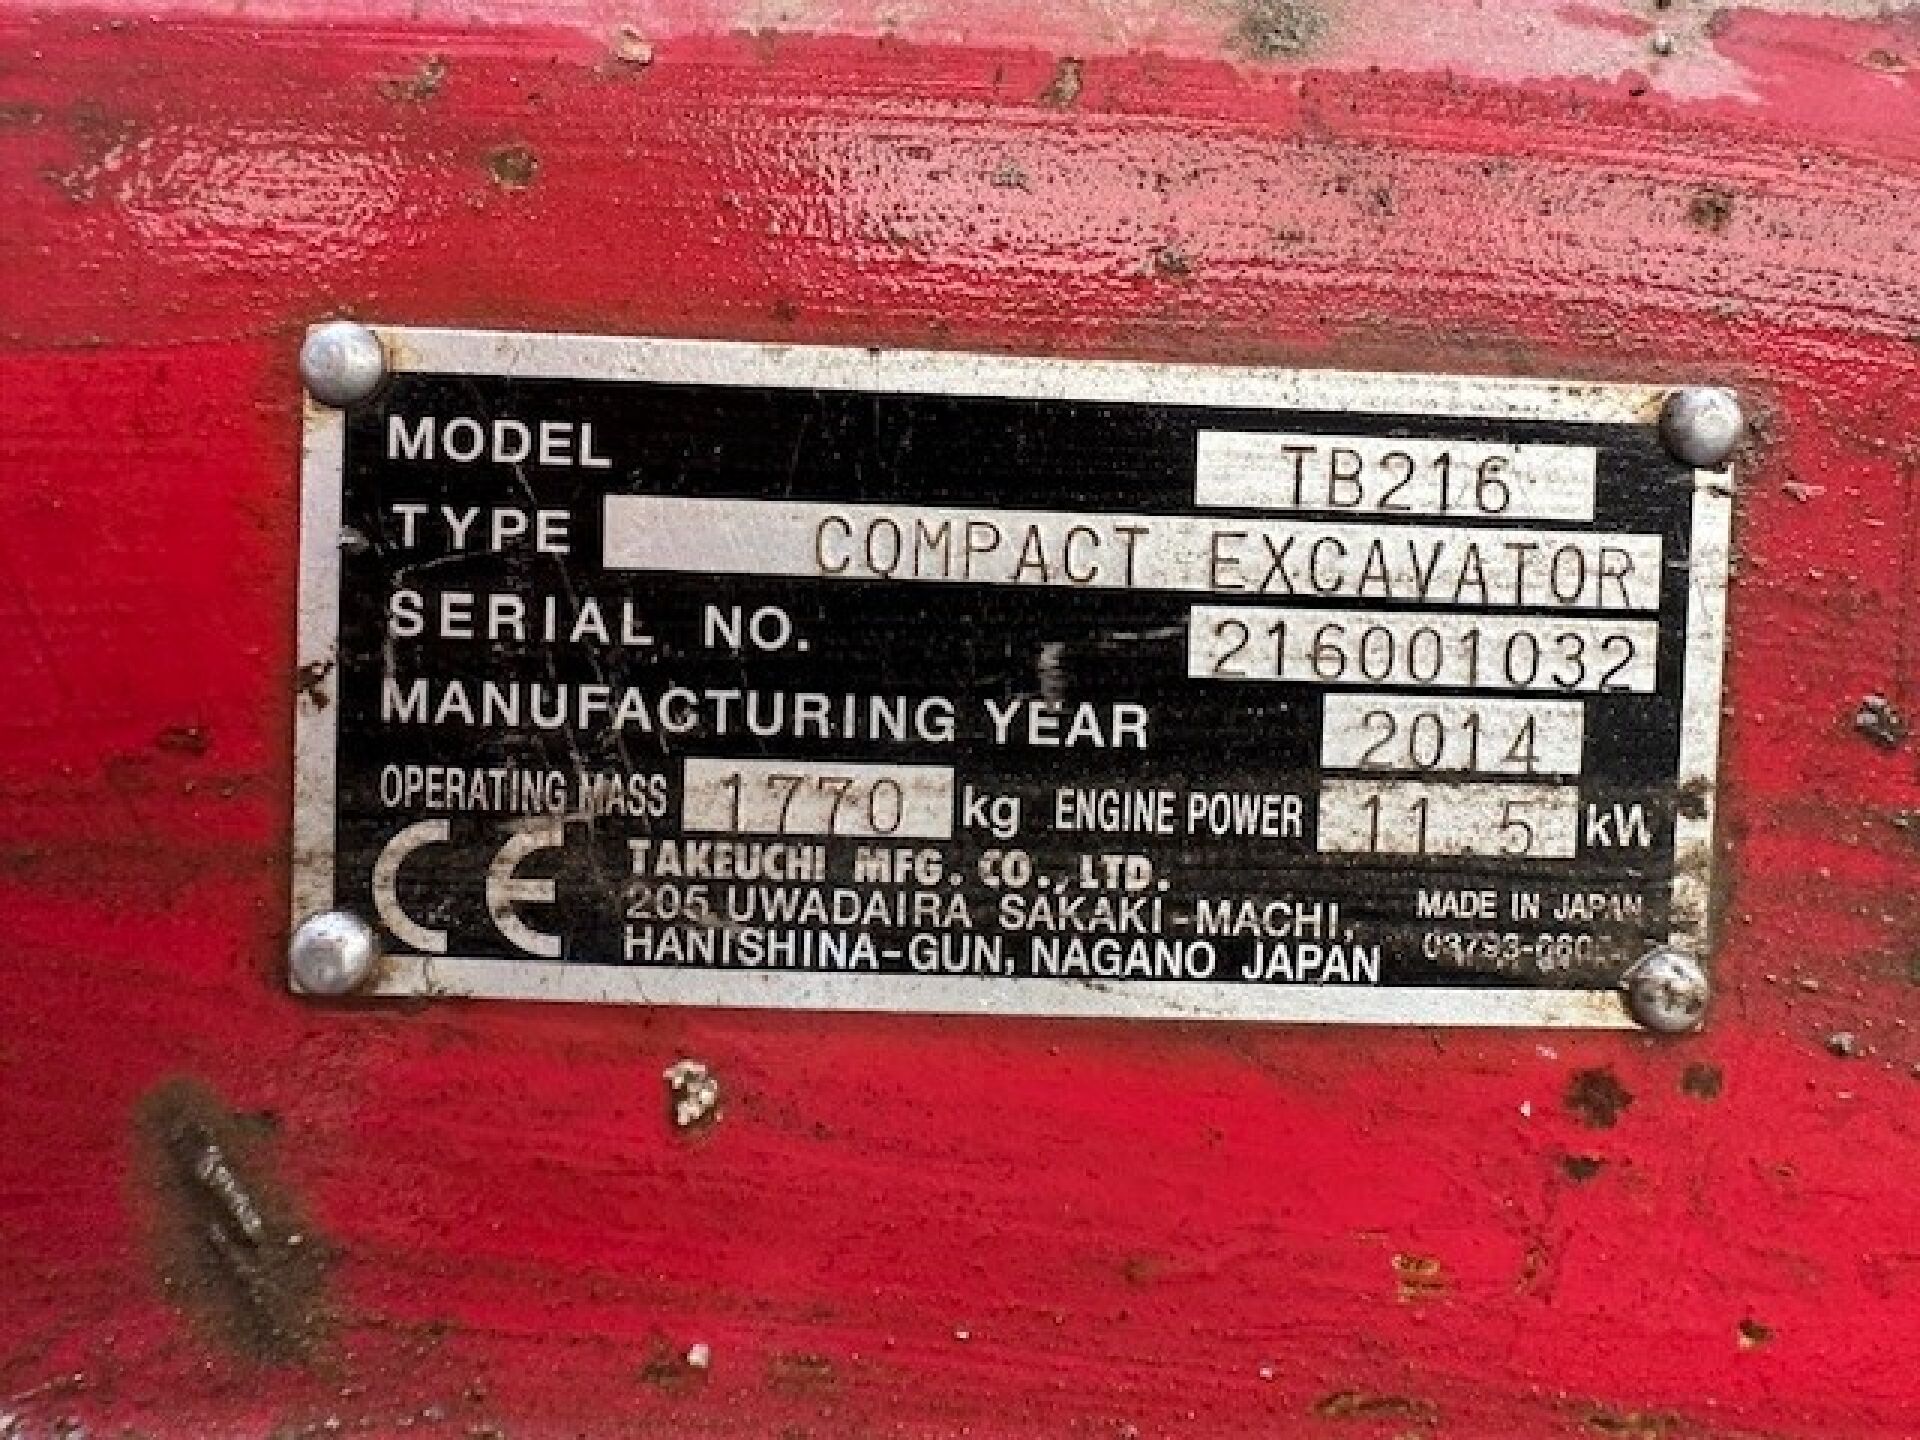 MODEL TB216
TYPE COMPACT EXCAVATOR
SERIAL NO. 216001032
MANUFACTURING YEAR 2014
OPERATING MASS 1770 kg ENGINE POWER 11.5 kW
CE TAKEUCHI MFG. CO., LTD.
205 UWADAIRA SAKAKI-MACHI, MADE IN JAPAN
HANISHINA-GUN, NAGANO JAPAN